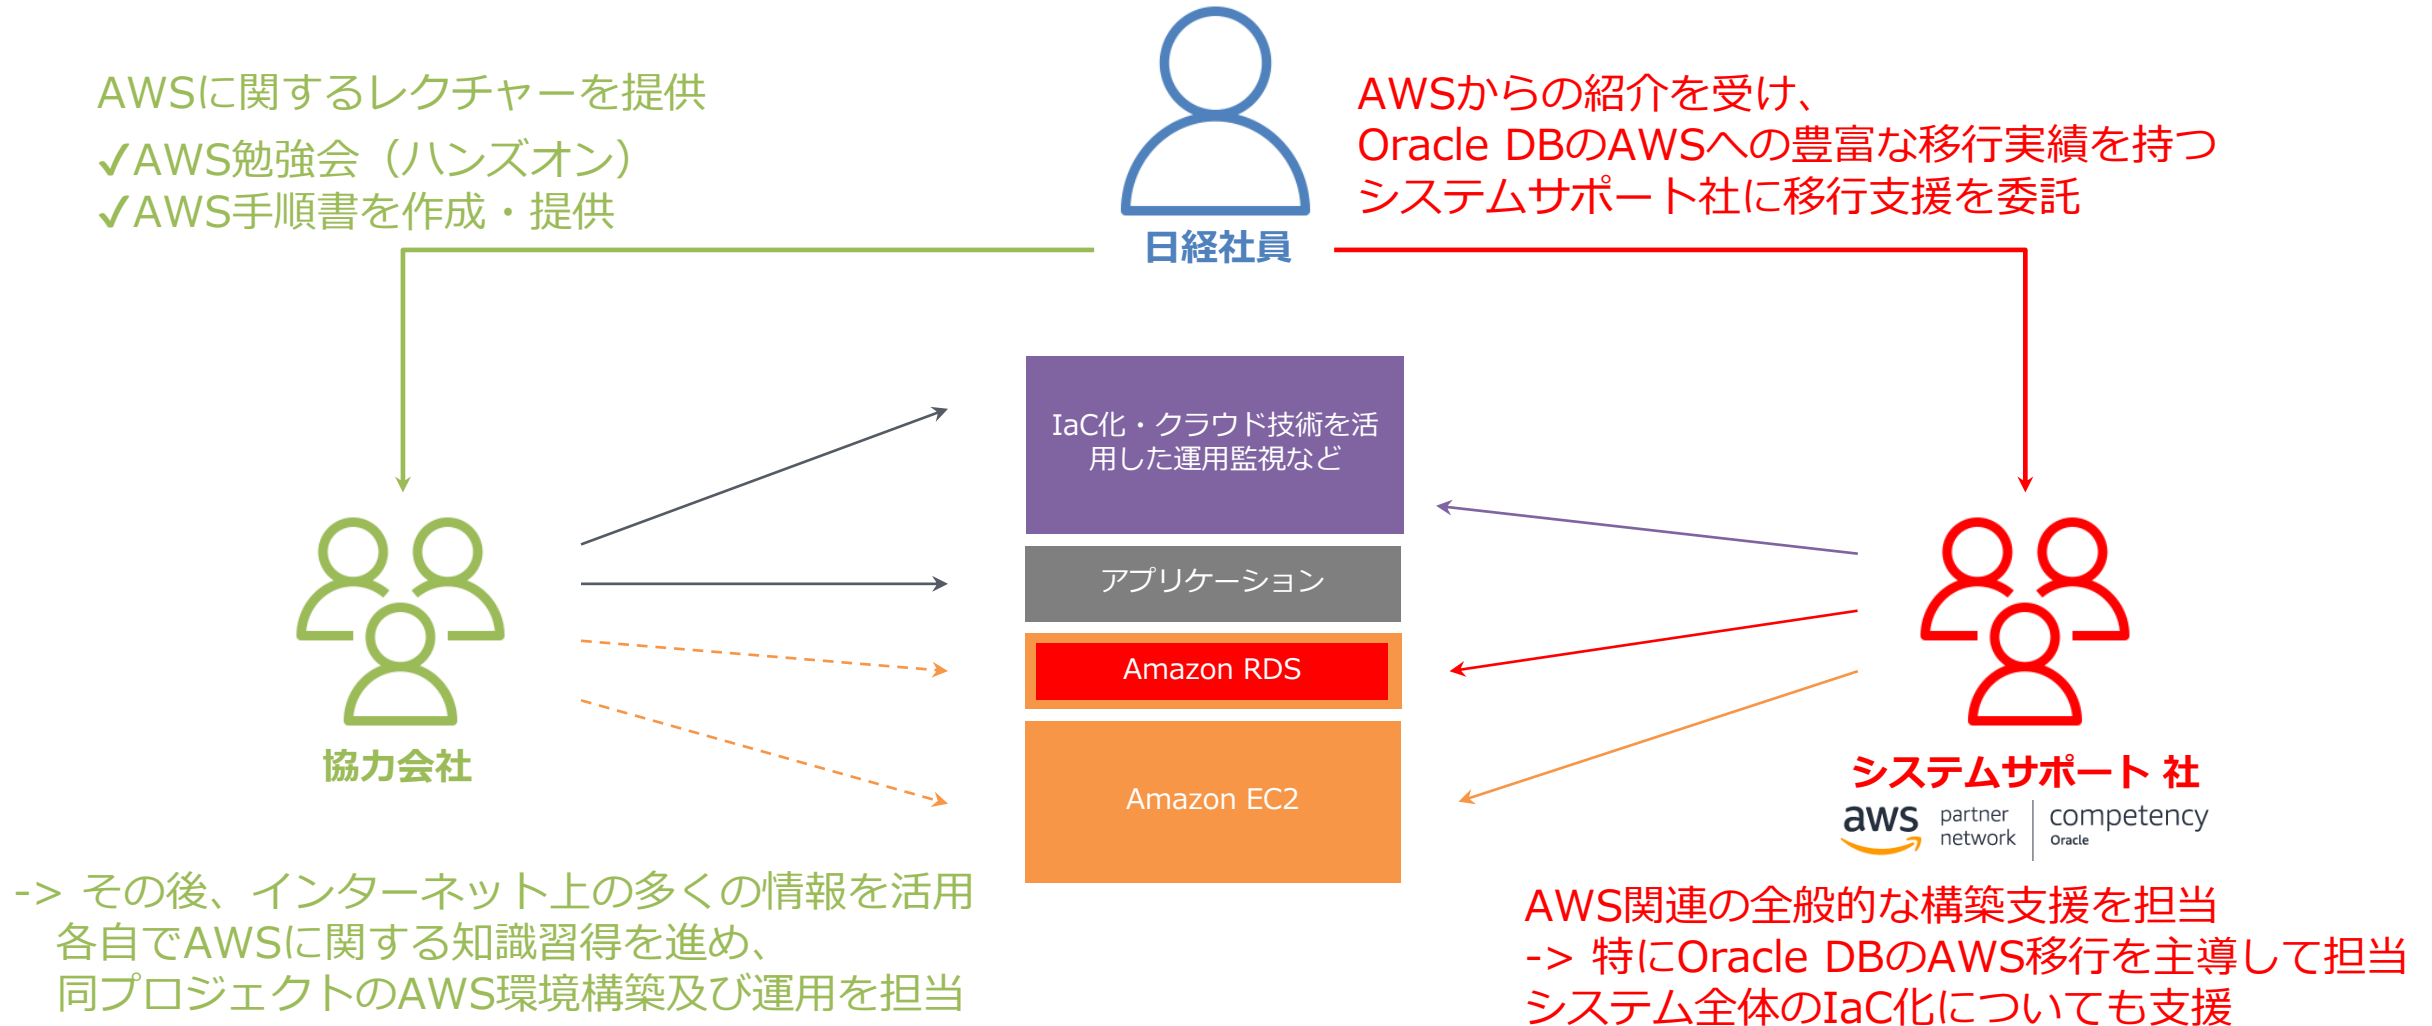 AWSに関するレクチャーを提供
✓AWS勉強会（ハンズオン）
✓AWS手順書を作成・提供
日経社員
AWSからの紹介を受け、
Oracle DBのAWSへの豊富な移行実績を持つ
システムサポート社に移行支援を委託
IaC化・クラウド技術を活
用した運用監視など
アプリケーション
Amazon RDS
Amazon EC2
協力会社
-> その後、インターネット上の多くの情報を活用
各自でAWSに関する知識習得を進め、
同プロジェクトのAWS環境構築及び運用を担当
システムサポート 社
aws partner network competency Oracle
AWS関連の全般的な構築支援を担当
-> 特にOracle DBのAWS移行を主導して担当
システム全体のIaC化についても支援